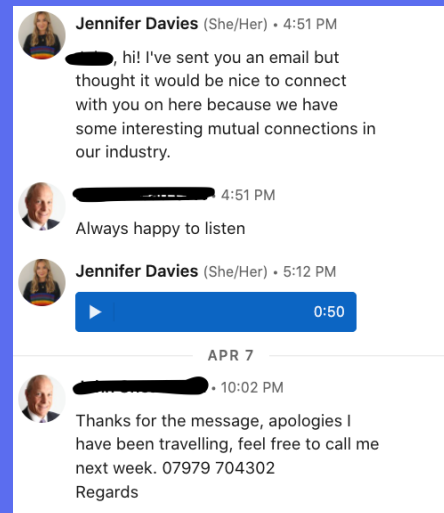 Jennifer Davies (She/Her) • 4:51 PM
, hi! I've sent you an email but
thought it would be nice to connect
with you on here because we have
some interesting mutual connections in
our industry.
• 4:51 PM
Always happy to listen
Jennifer Davies (She/Her) • 5:12 PM
0:50
APR 7
• 10:02 PM
Thanks for the message, apologies I
have been travelling, feel free to call me
next week. 07979 704302
Regards